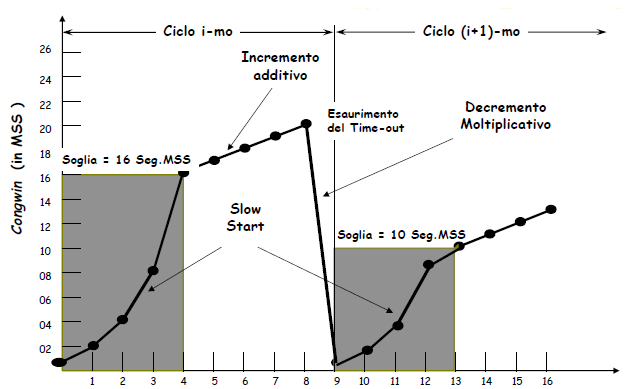 Ciclo i-mo
Ciclo (i+1)-mo
Incremento
additivo
Esaurimento
del Time-out
Decremento
Moltiplicativo
Soglia = 16 Seg.MSS
Slow
Start
Soglia = 10 Seg.MSS
Congwin (in MSS )
26
24
22
20
18
16
14
12
10
08
06
04
02
1 2 3 4 5 6 7 8 9 10 11 12 13 14 15 16